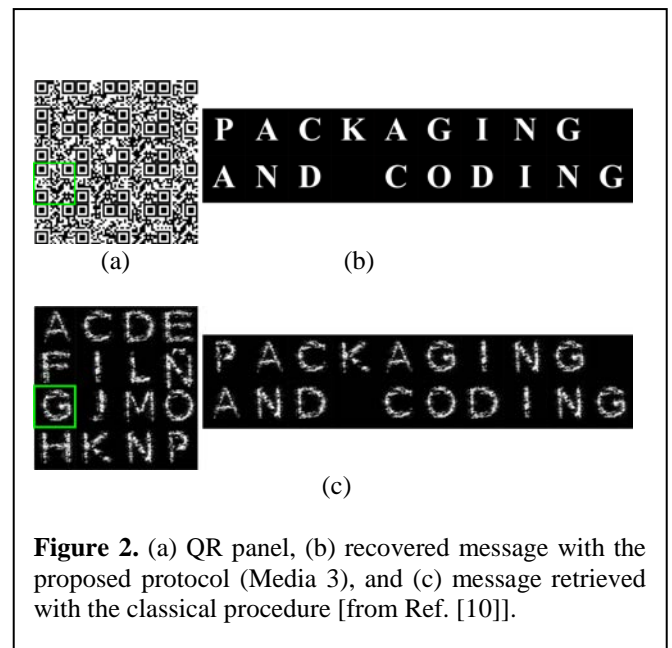 P A C K A G I N G
A N D C O D I N G
(a)
(b)
A C D E
F I L Ñ
G J M O
H K N P
P A C K A G I N G
A N D C O D I N G
(c)
Figure 2. (a) QR panel, (b) recovered message with the
proposed protocol (Media 3), and (c) message retrieved
with the classical procedure [from Ref. [10]].